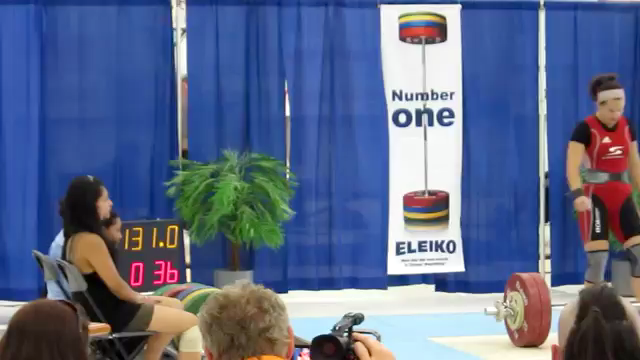 Number
one
ELEIKO
131.0
0 36